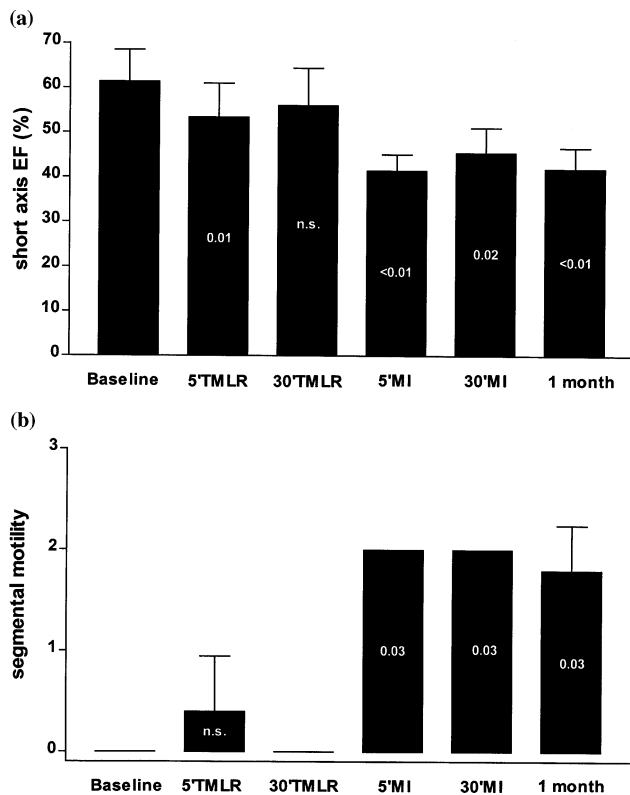 (a)
short axis EF (%)
70
60
50
40
30
20
10
0
0.01
n.s.
<0.01
0.02
<0.01
Baseline 5'TMLR 30'TMLR 5'MI 30'MI 1 month
(b)
segmental motility
3
2
1
0
n.s.
0.03
0.03
0.03
Baseline 5'TMLR 30'TMLR 5'MI 30'MI 1 month